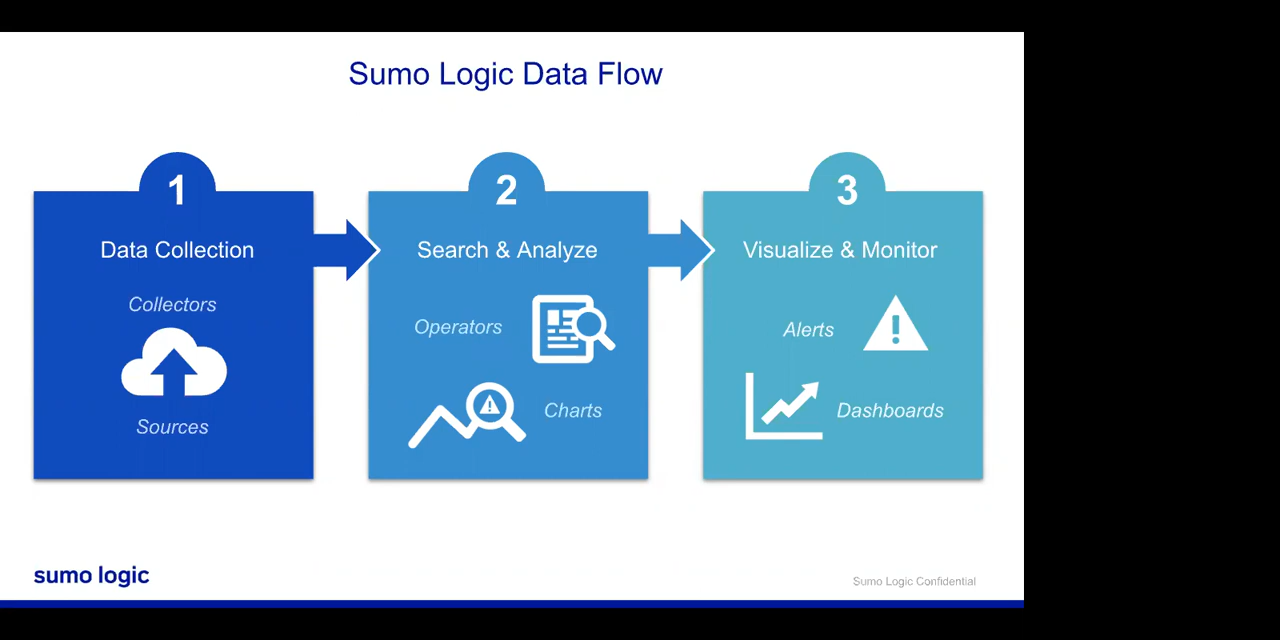 Sumo Logic Data Flow
1
Data Collection
Collectors
Sources
2
Search & Analyze
Operators
Charts
3
Visualize & Monitor
Alerts
Dashboards
sumo logic
Sumo Logic Confidential